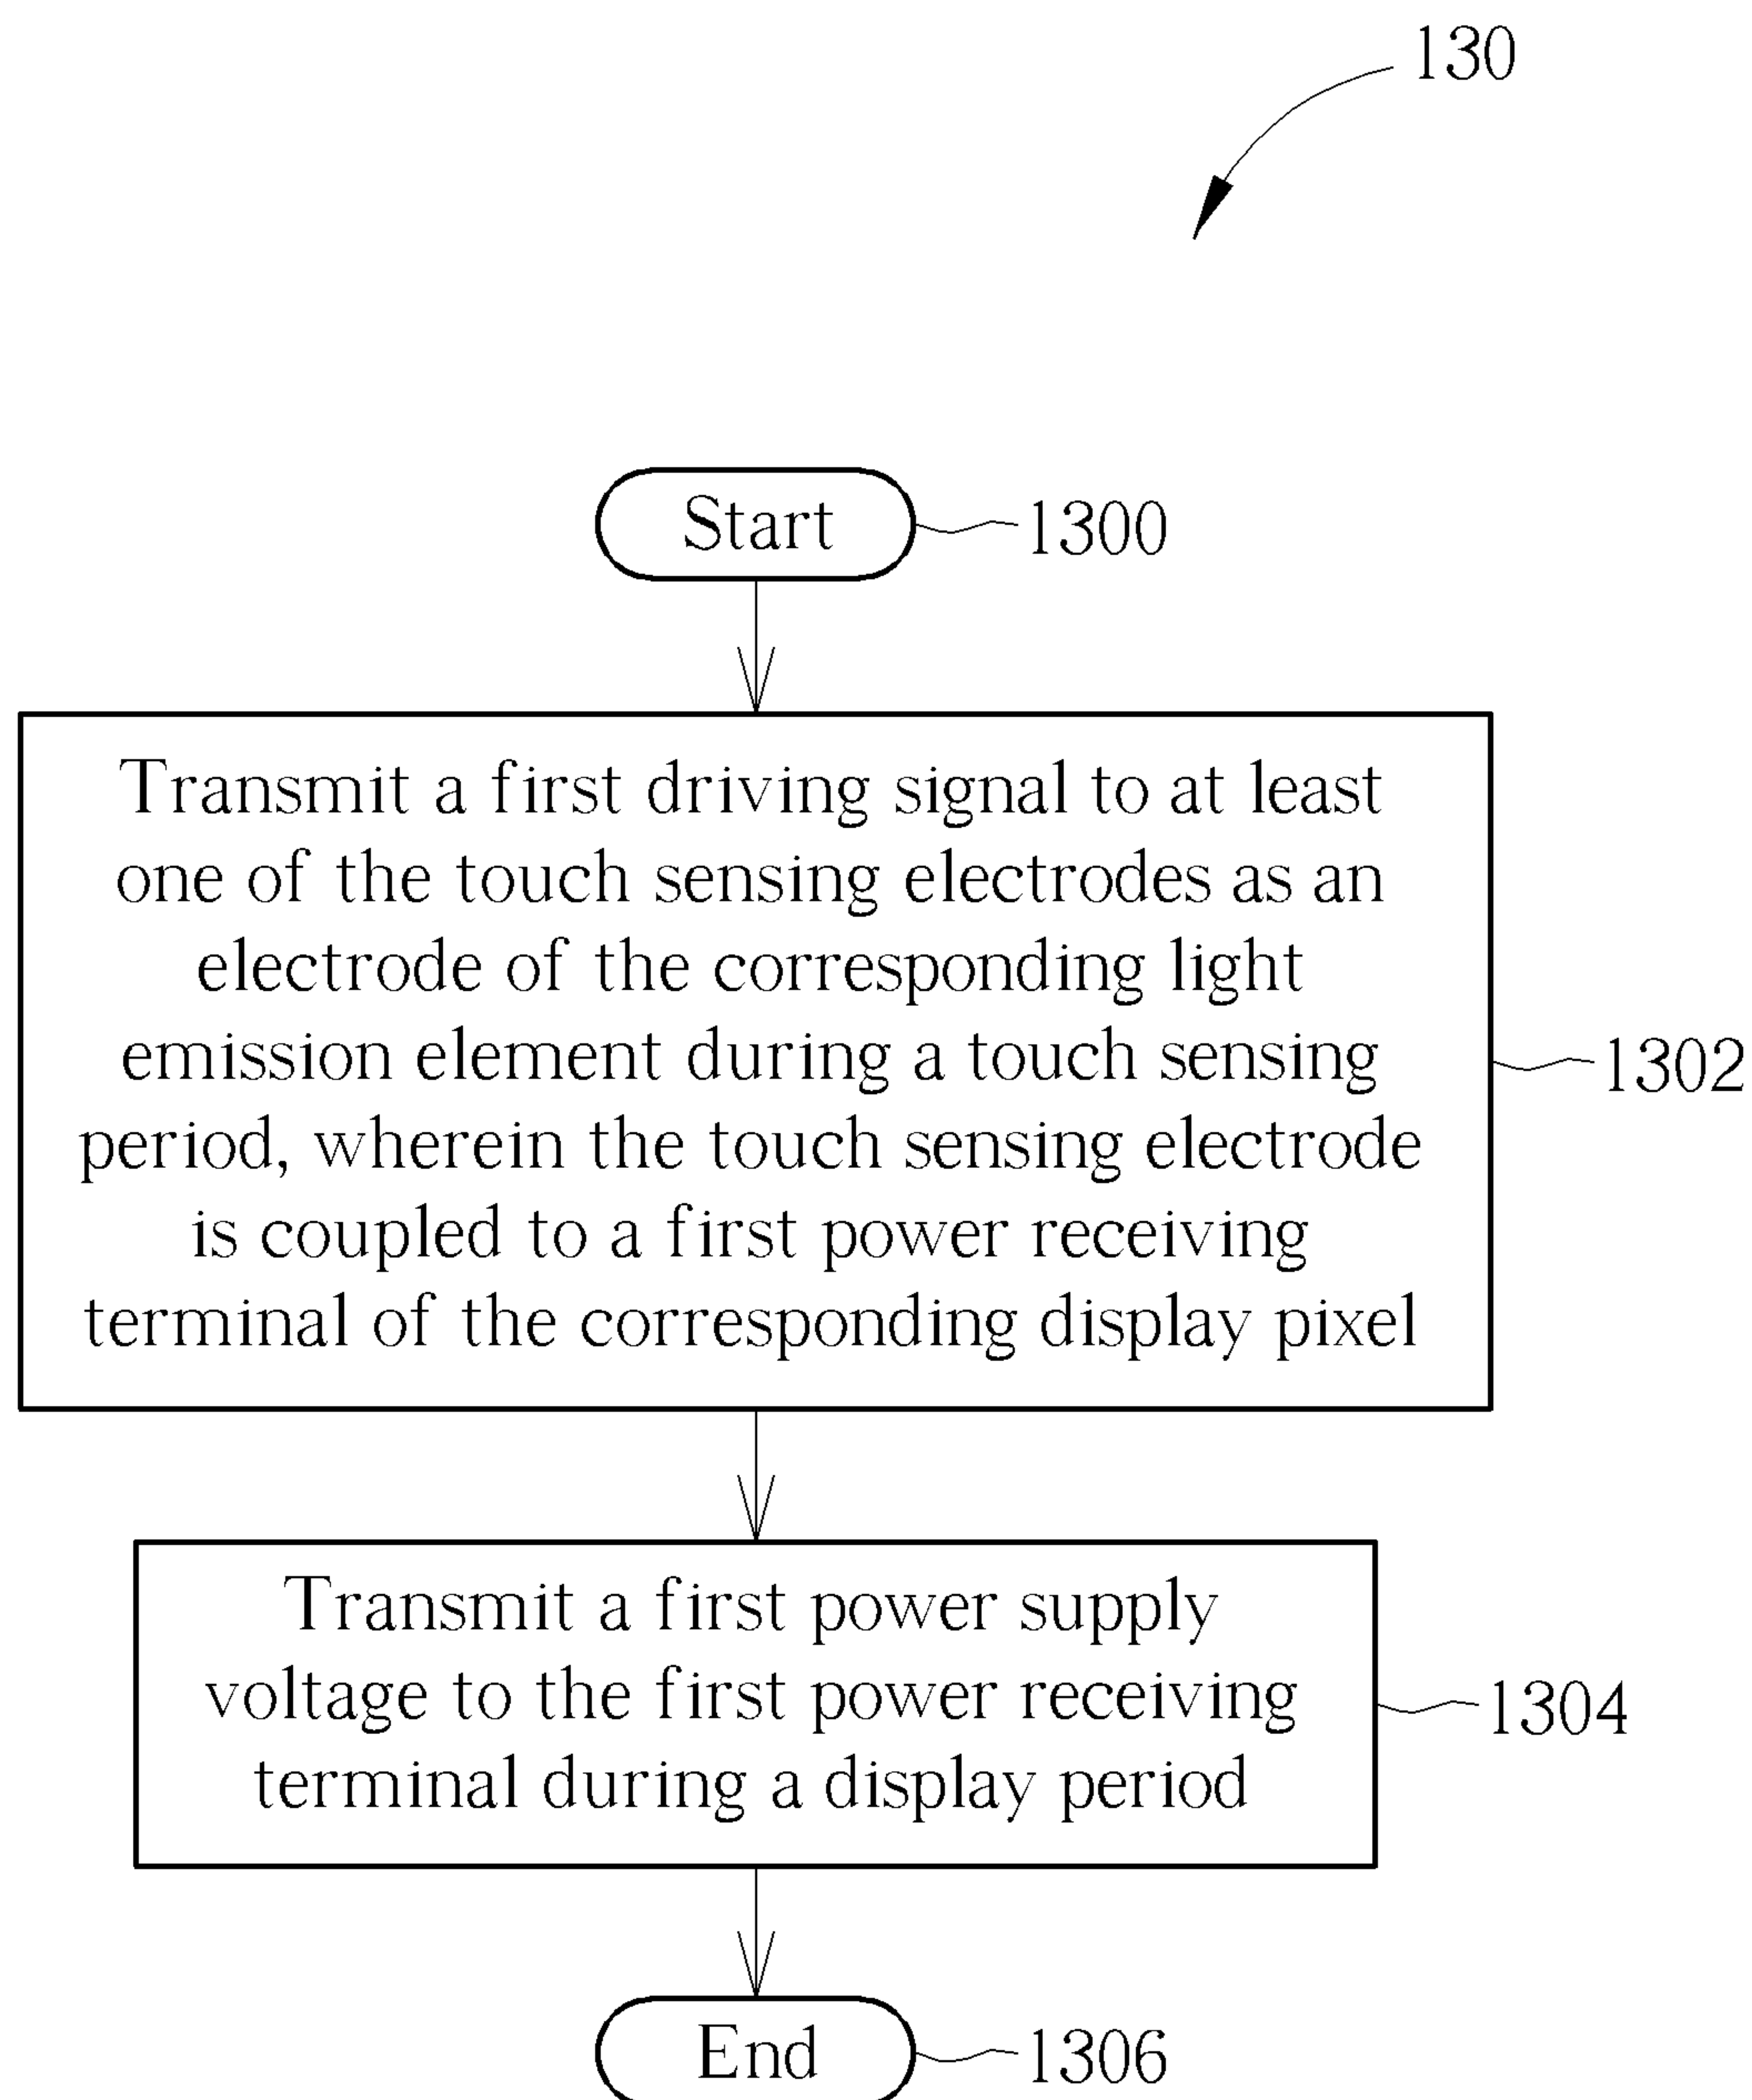 130
Start
1300
Transmit a first driving signal to at least
one of the touch sensing electrodes as an
electrode of the corresponding light
emission element during a touch sensing
period, wherein the touch sensing electrode
is coupled to a first power receiving
terminal of the corresponding display pixel
1302
Transmit a first power supply
voltage to the first power receiving
terminal during a display period
1304
End
1306